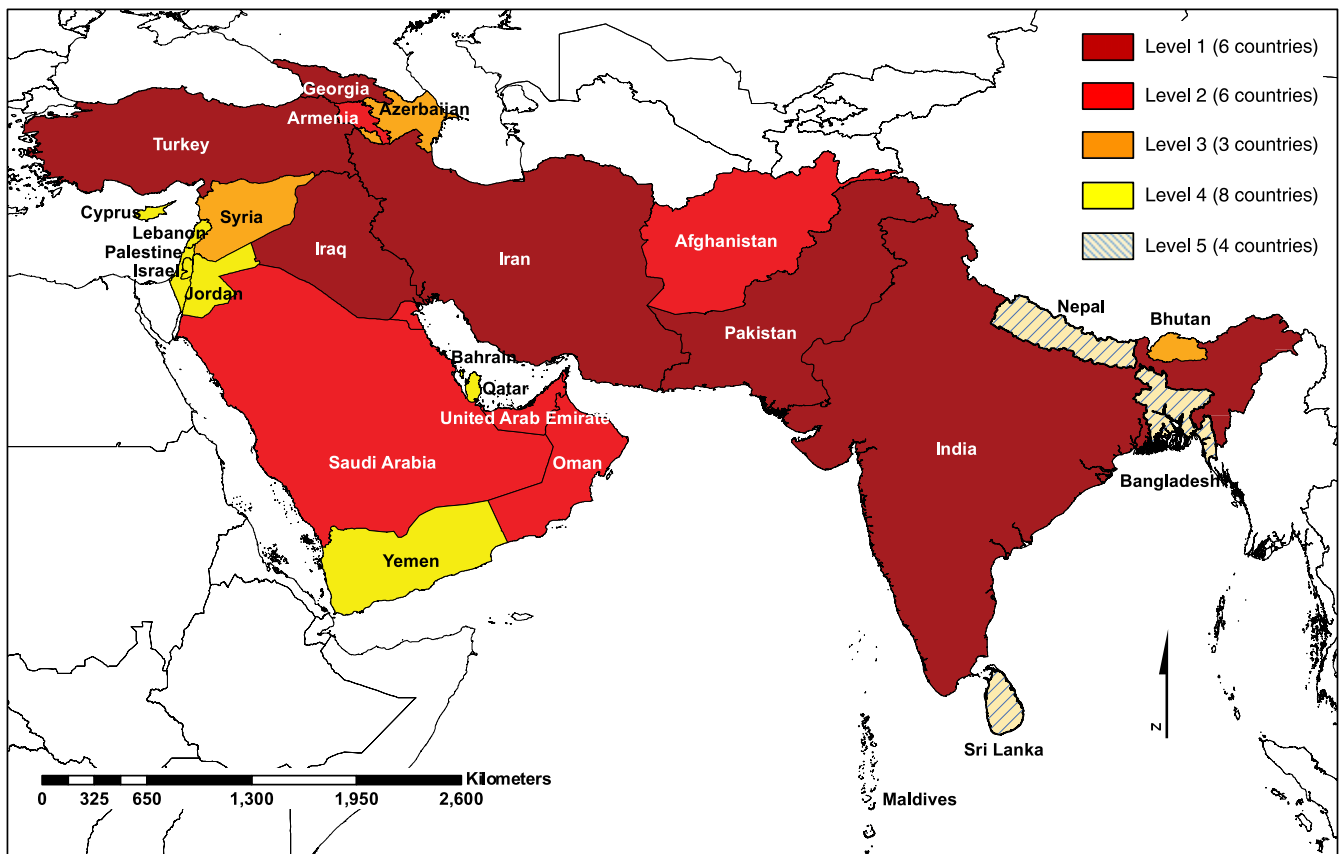 Level 1 (6 countries)
Level 2 (6 countries)
Level 3 (3 countries)
Level 4 (8 countries)
Level 5 (4 countries)
Georgia
Armenia
Azerbaijan
Turkey
Cyprus
Syria
Lebanon
Palestine
Israel
Jordan
Iraq
Iran
Afghanistan
Pakistan
Nepal
Bhutan
Bahrain
Qatar
United Arab Emirate
Saudi Arabia
Oman
India
Bangladesh
Yemen
Sri Lanka
Maldives
Z
Kilometers
0 325 650 1,300 1,950 2,600